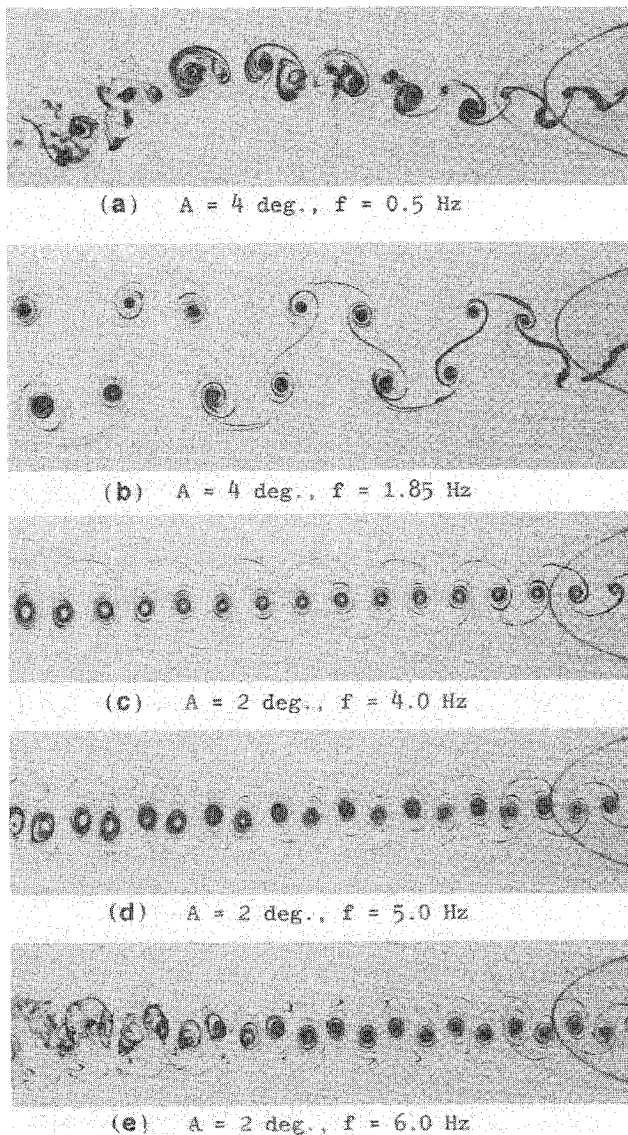 (a) A = 4 deg., f = 0.5 Hz
(b) A = 4 deg., f = 1.85 Hz
(c) A = 2 deg., f = 4.0 Hz
(d) A = 2 deg., f = 5.0 Hz
(e) A = 2 deg., f = 6.0 Hz